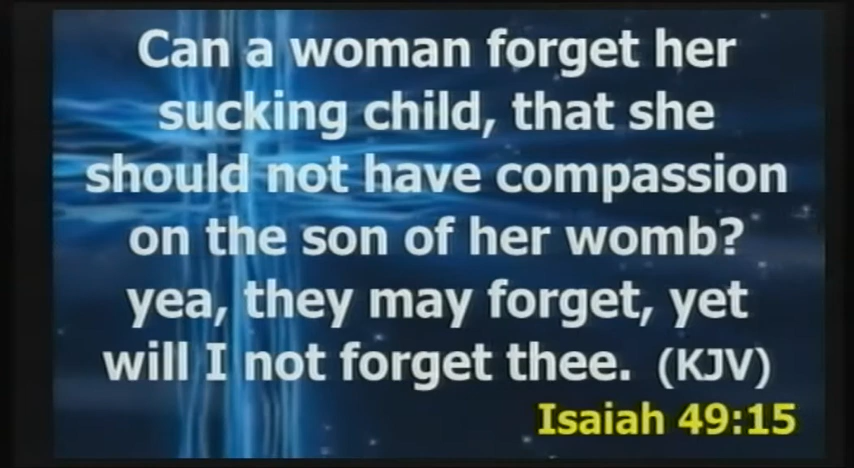 Can a woman forget her
sucking child, that she
should not have compassion
on the son of her womb?
yea, they may forget, yet
will I not forget thee. (KJV)
Isaiah 49:15